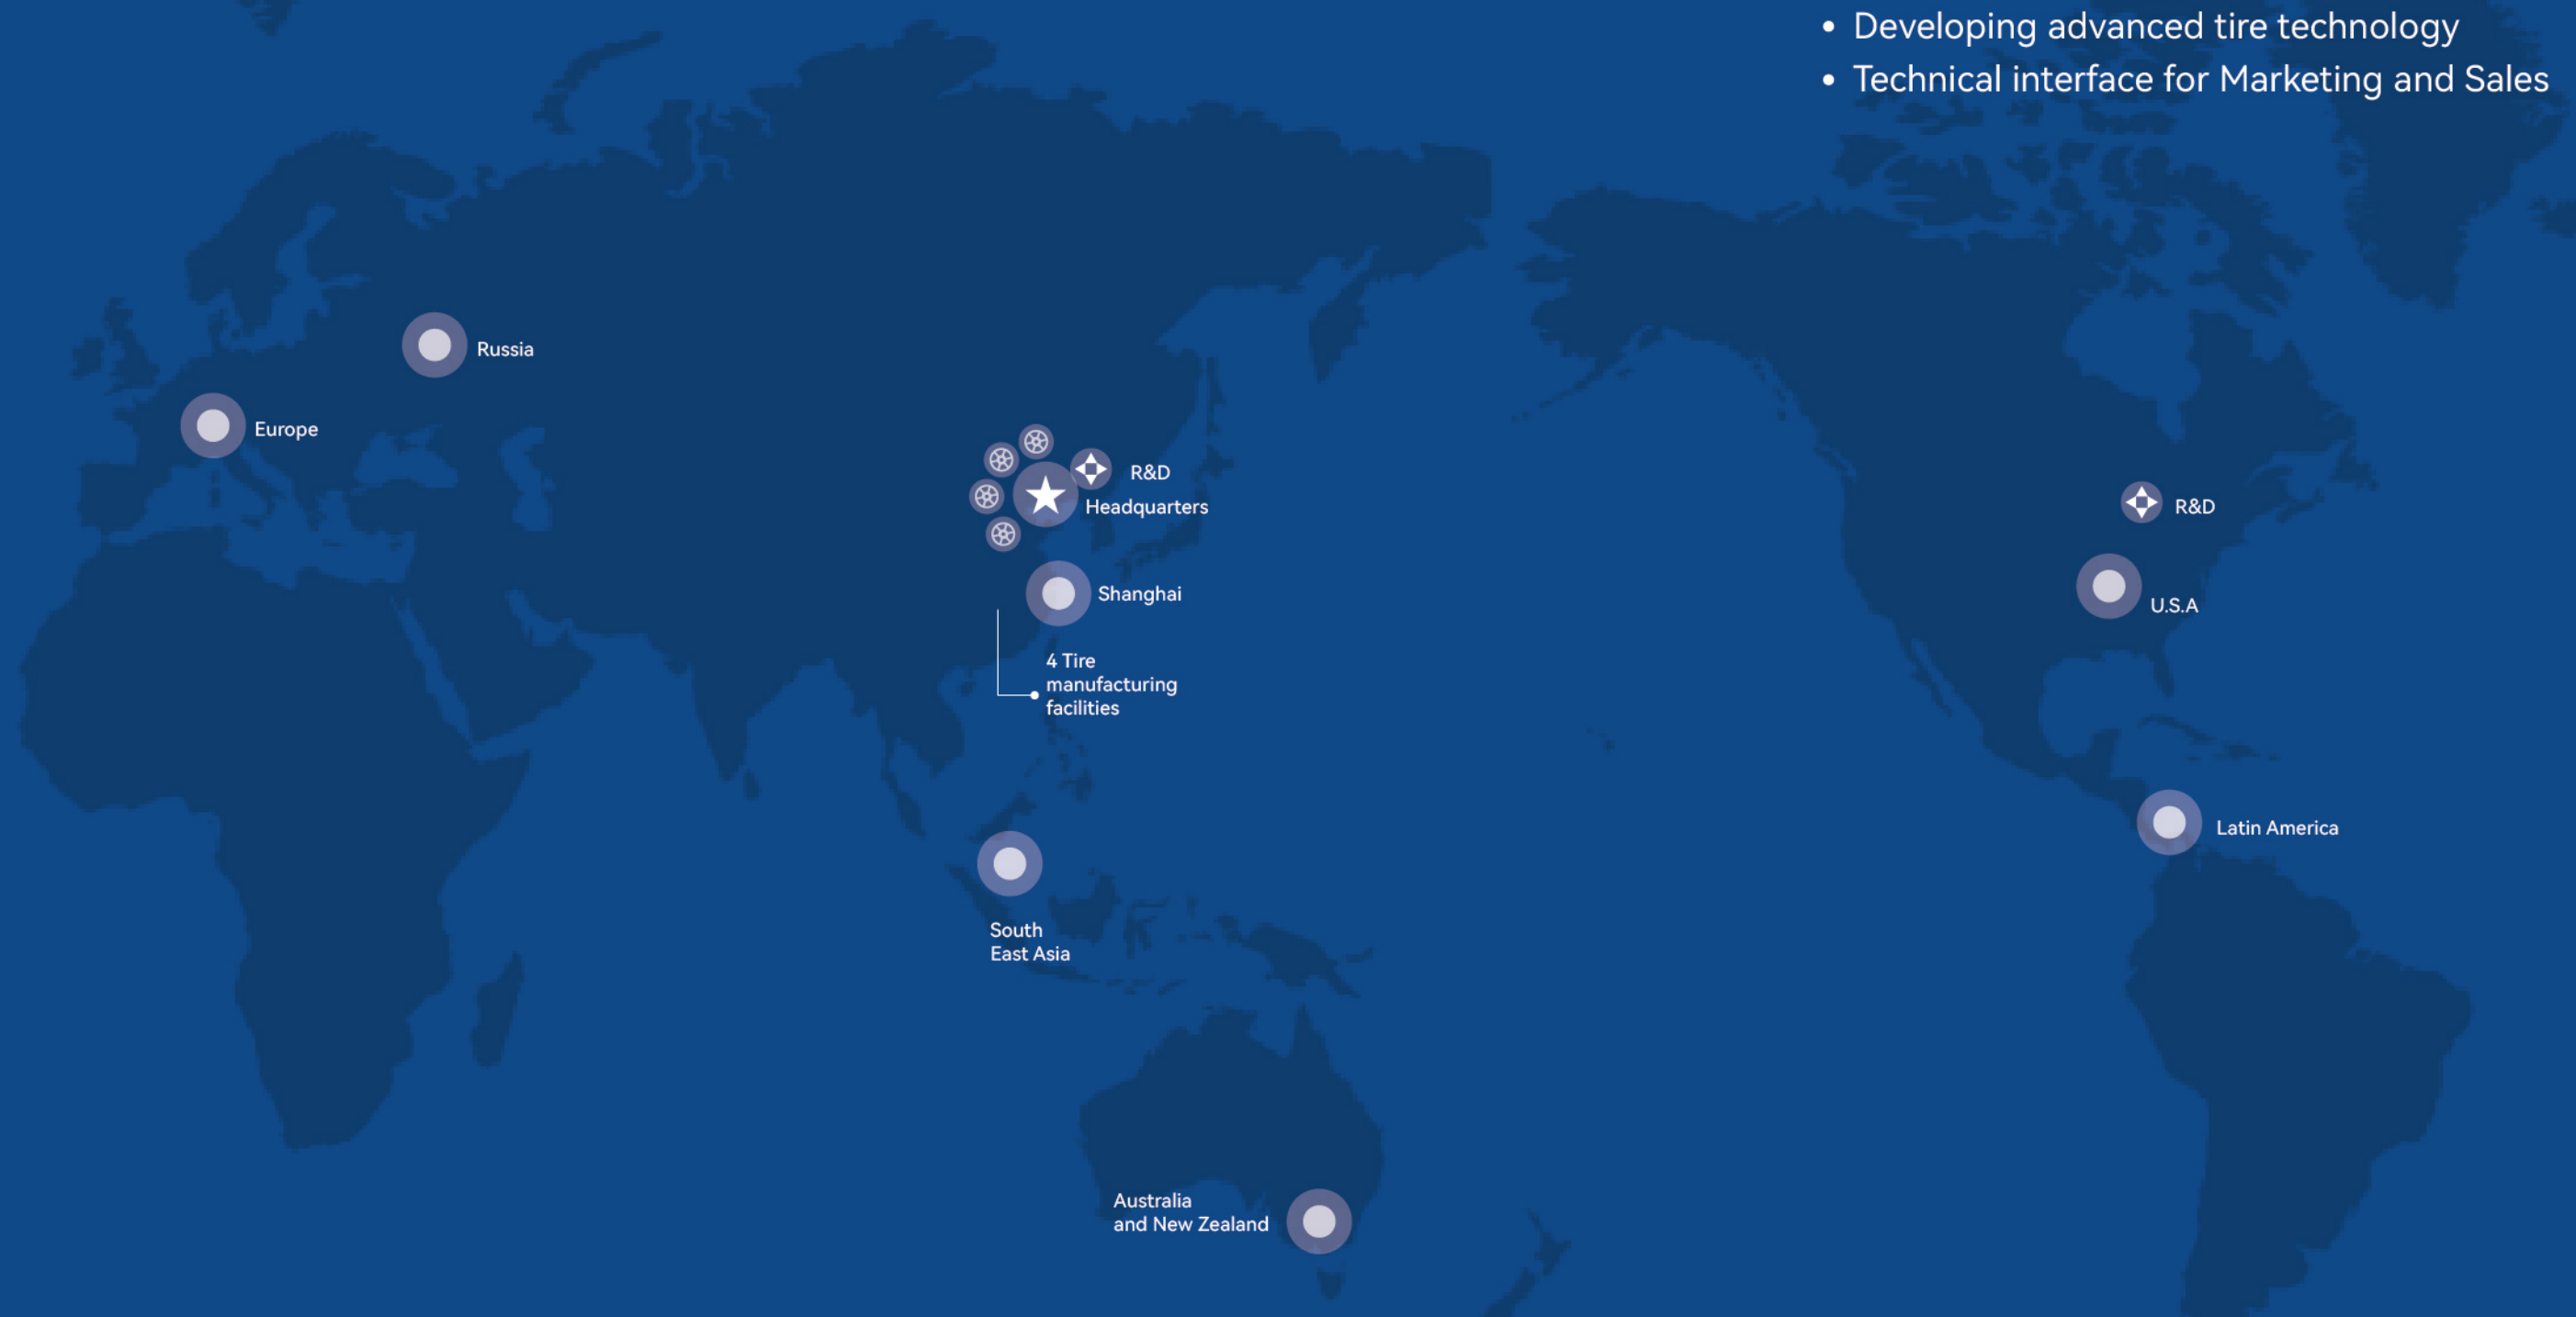 • Developing advanced tire technology
• Technical interface for Marketing and Sales
Russia
Europe
R&D
Headquarters
R&D
Shanghai
U.S.A
4 Tire
manufacturing
facilities
Latin America
South
East Asia
Australia
and New Zealand